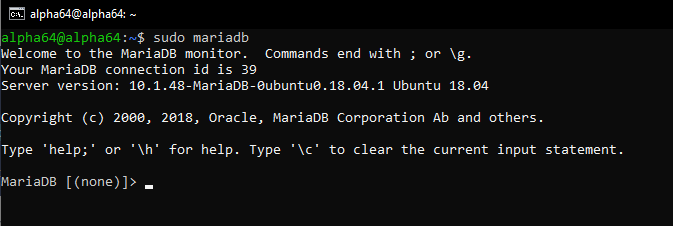 alpha64@alpha64: ~
alpha64@alpha64:~$ sudo mariadb
Welcome to the MariaDB monitor.  Commands end with ; or \g.
Your MariaDB connection id is 39
Server version: 10.1.48-MariaDB-0ubuntu0.18.04.1 Ubuntu 18.04
Copyright (c) 2000, 2018, Oracle, MariaDB Corporation Ab and others.
Type 'help;' or '\h' for help. Type '\c' to clear the current input statement.
MariaDB [(none)]> _